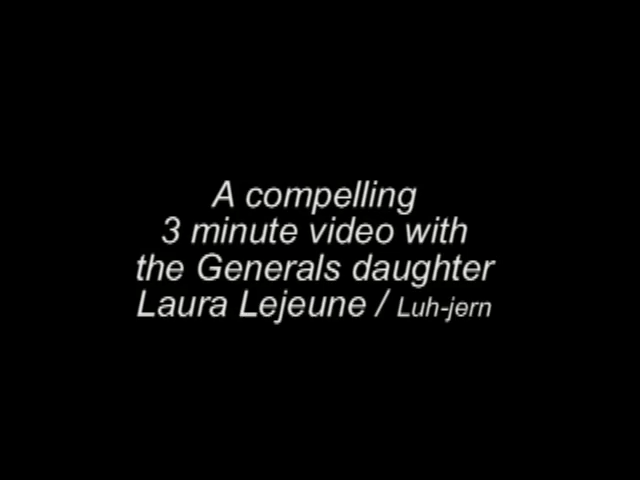 A compelling
3 minute video with
the Generals daughter
Laura Lejeune / Luh-jern